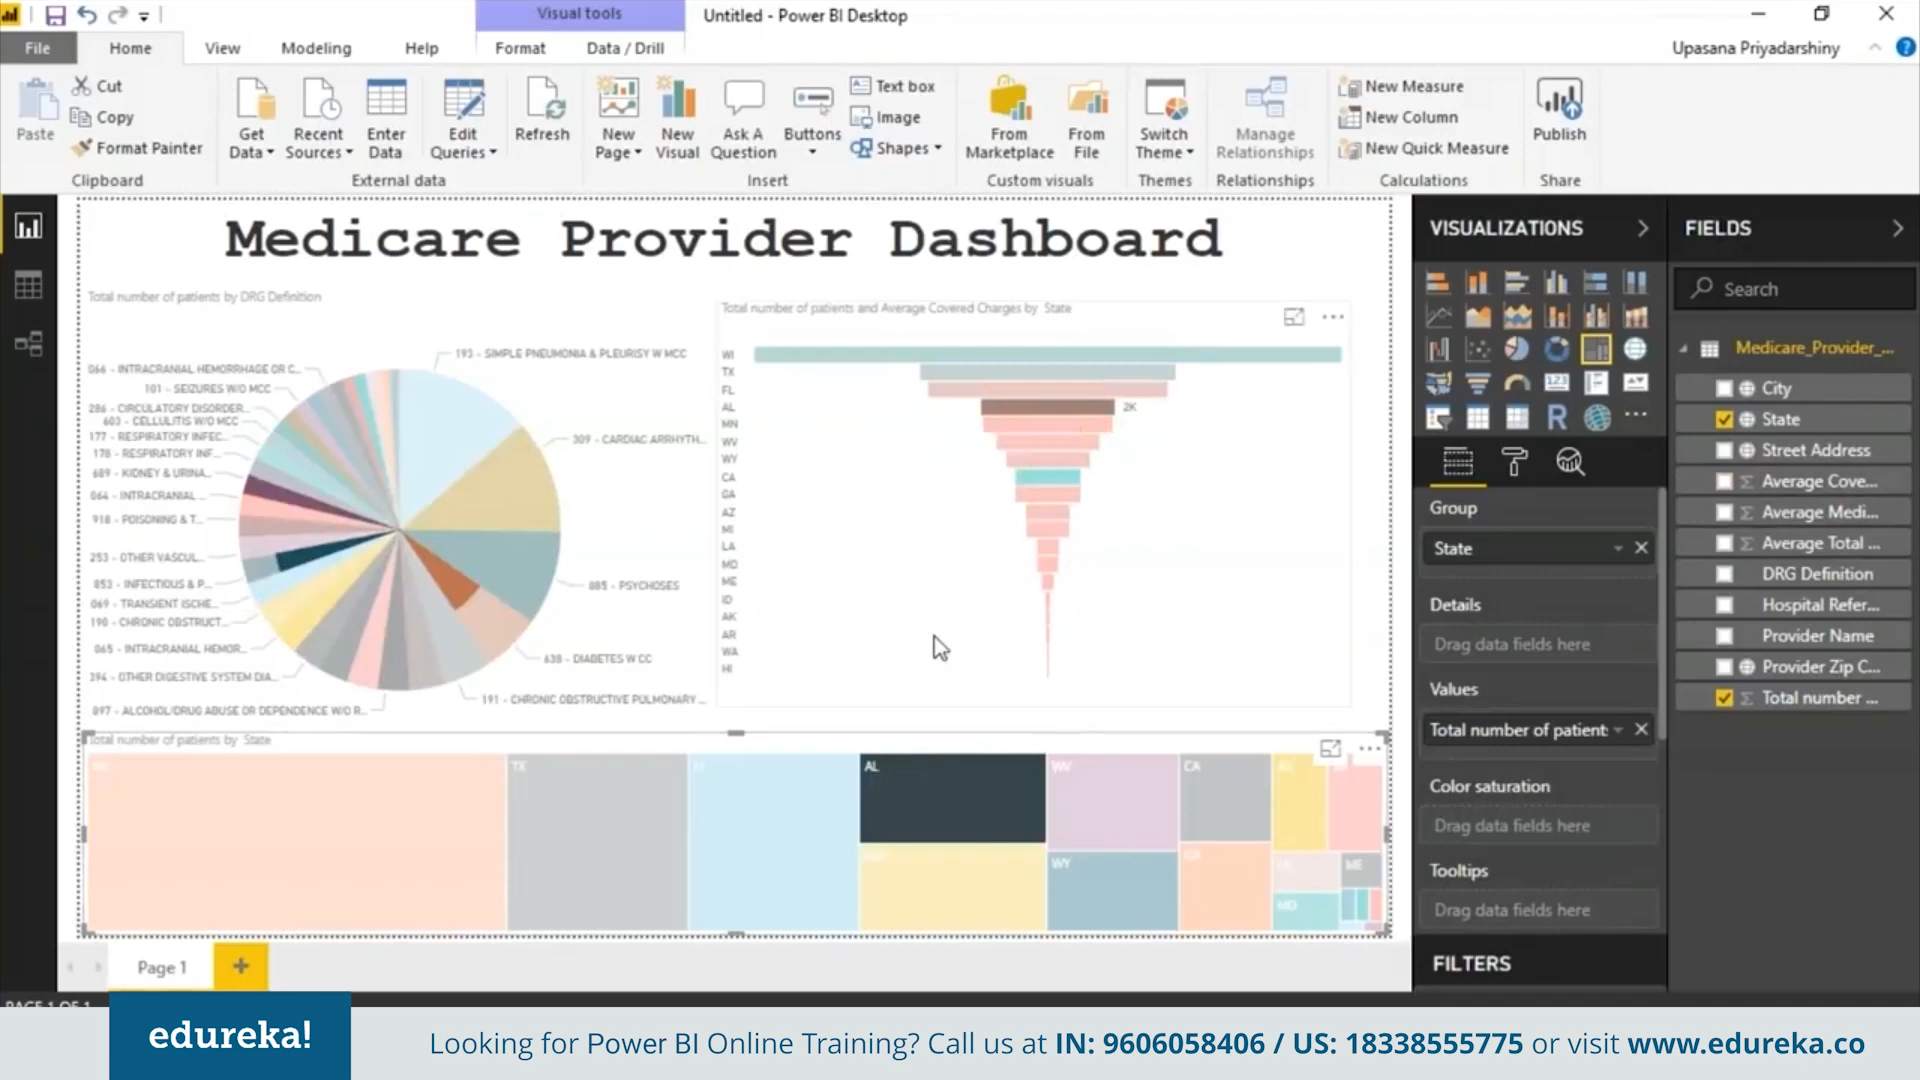 Visual tools
Untitled - Power BI Desktop
File Home View Modeling Help Format Data / Drill Upasana Priyadarshiny
Paste
Cut
Copy
Format Painter
Get Data
Recent Sources
Enter Data
Edit Queries
Refresh
New Page
New Visual
Ask A Question
Buttons
Text box
Image
Shapes
From Marketplace
From File
Switch Theme
Manage Relationships
New Measure
New Column
New Quick Measure
Publish
Clipboard External data Insert Custom visuals Themes Relationships Calculations Share
Medicare Provider Dashboard
Total number of patients by DRG Definition
193 - SIMPLE PNEUMONIA & PLEURISY W MCC
309 - CARDIAC ARRHYTH...
885 - PSYCHOSES
638 - DIABETES W CC
191 - CHRONIC OBSTRUCTIVE PULMONARY ...
066 - INTRACRANIAL HEMORRHAGE OR C...
101 - SEIZURES W/O MCC
286 - CIRCULATORY DISORDER...
603 - CELLULITIS W/O MCC
177 - RESPIRATORY INFEC...
178 - RESPIRATORY INF...
689 - KIDNEY & URINA...
064 - INTRACRANIAL ...
918 - POISONING & T...
253 - OTHER VASCUL...
853 - INFECTIOUS & P...
069 - TRANSIENT ISCHE...
190 - CHRONIC OBSTRUCT...
065 - INTRACRANIAL HEMOR...
394 - OTHER DIGESTIVE SYSTEM DIA...
897 - ALCOHOL/DRUG ABUSE OR DEPENDENCE W/O R...
Total number of patients and Average Covered Charges by State
WI
TX
FL
AL 2K
MN
WV
WY
CA
GA
AZ
MI
LA
MD
ME
ID
AK
AR
WA
HI
Total number of patients by State
TX AL WV CA
WY ME
MD
Page 1
PAGE 1 OF 1
VISUALIZATIONS
Group
State
Details
Drag data fields here
Values
Total number of patient
Color saturation
Drag data fields here
Tooltips
Drag data fields here
FILTERS
FIELDS
Search
Medicare_Provider_...
City
State
Street Address
Average Cove...
Average Medi...
Average Total ...
DRG Definition
Hospital Refer...
Provider Name
Provider Zip C...
Total number ...
edureka!
Looking for Power BI Online Training? Call us at IN: 9606058406 / US: 18338555775 or visit www.edureka.co